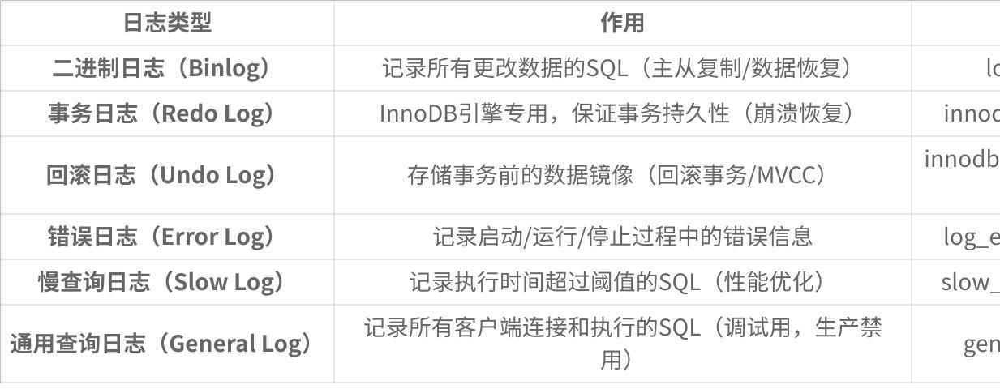 日志类型 作用
二进制日志（Binlog） 记录所有更改数据的SQL（主从复制/数据恢复） lo
事务日志（Redo Log） InnoDB引擎专用，保证事务持久性（崩溃恢复） innod
回滚日志（Undo Log） 存储事务前的数据镜像（回滚事务/MVCC） innodb
错误日志（Error Log） 记录启动/运行/停止过程中的错误信息 log_e
慢查询日志（Slow Log） 记录执行时间超过阈值的SQL（性能优化） slow_
通用查询日志（General Log） 记录所有客户端连接和执行的SQL（调试用，生产禁
用） gen